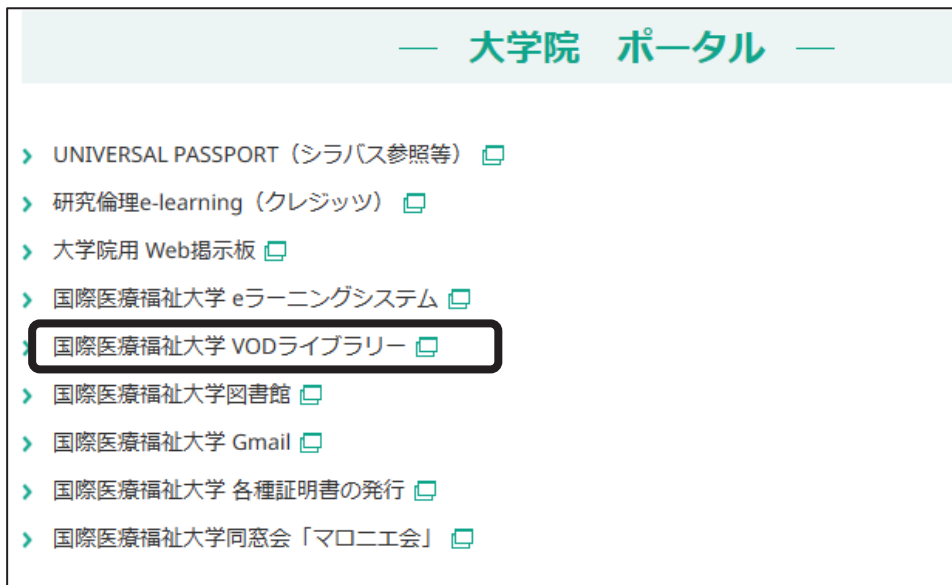 ― 大学院　ポータル ―
UNIVERSAL PASSPORT（シラバス参照等）
研究倫理e-learning（クレジッツ）
大学院用 Web掲示板
国際医療福祉大学 eラーニングシステム
国際医療福祉大学 VODライブラリー
国際医療福祉大学図書館
国際医療福祉大学 Gmail
国際医療福祉大学 各種証明書の発行
国際医療福祉大学同窓会「マロニエ会」